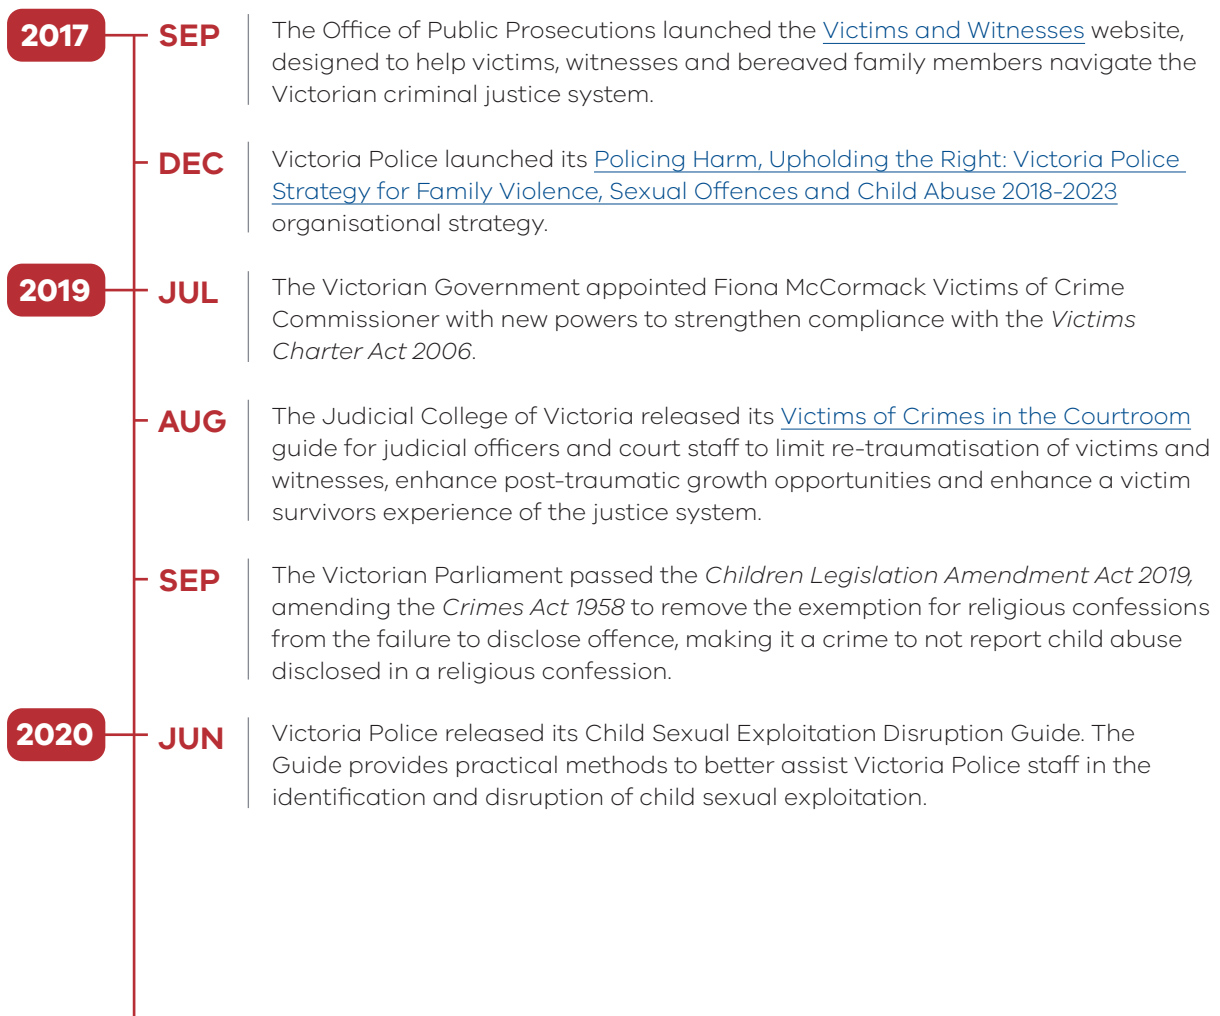 2017
SEP
The Office of Public Prosecutions launched the Victims and Witnesses website,
designed to help victims, witnesses and bereaved family members navigate the
Victorian criminal justice system.
DEC
Victoria Police launched its Policing Harm, Upholding the Right: Victoria Police
Strategy for Family Violence, Sexual Offences and Child Abuse 2018-2023
organisational strategy.
2019
JUL
The Victorian Government appointed Fiona McCormack Victims of Crime
Commissioner with new powers to strengthen compliance with the Victims
Charter Act 2006.
AUG
The Judicial College of Victoria released its Victims of Crimes in the Courtroom
guide for judicial officers and court staff to limit re-traumatisation of victims and
witnesses, enhance post-traumatic growth opportunities and enhance a victim
survivors experience of the justice system.
SEP
The Victorian Parliament passed the Children Legislation Amendment Act 2019,
amending the Crimes Act 1958 to remove the exemption for religious confessions
from the failure to disclose offence, making it a crime to not report child abuse
disclosed in a religious confession.
2020
JUN
Victoria Police released its Child Sexual Exploitation Disruption Guide. The
Guide provides practical methods to better assist Victoria Police staff in the
identification and disruption of child sexual exploitation.